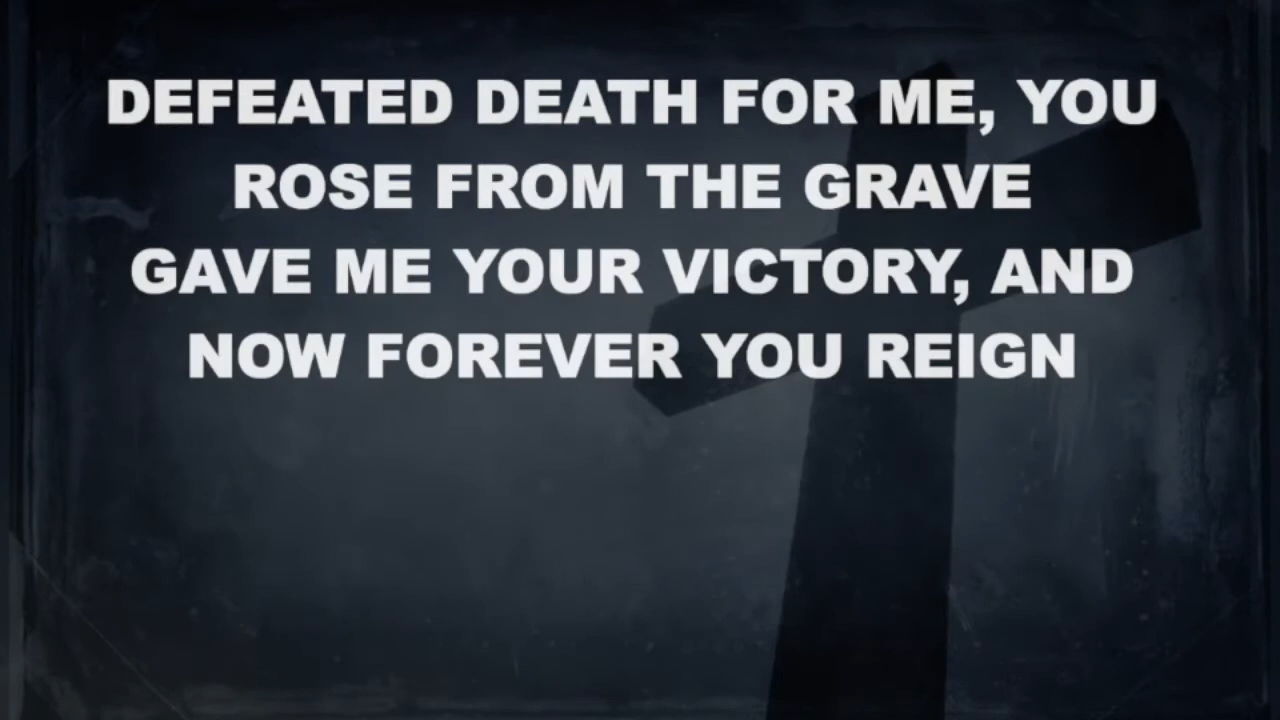 DEFEATED DEATH FOR ME, YOU
ROSE FROM THE GRAVE
GAVE ME YOUR VICTORY, AND
NOW FOREVER YOU REIGN